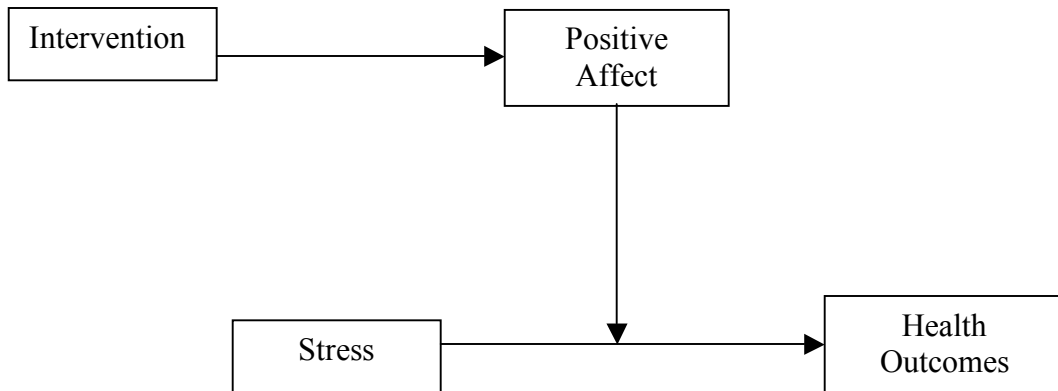 Intervention
Positive
Affect
Stress
Health
Outcomes